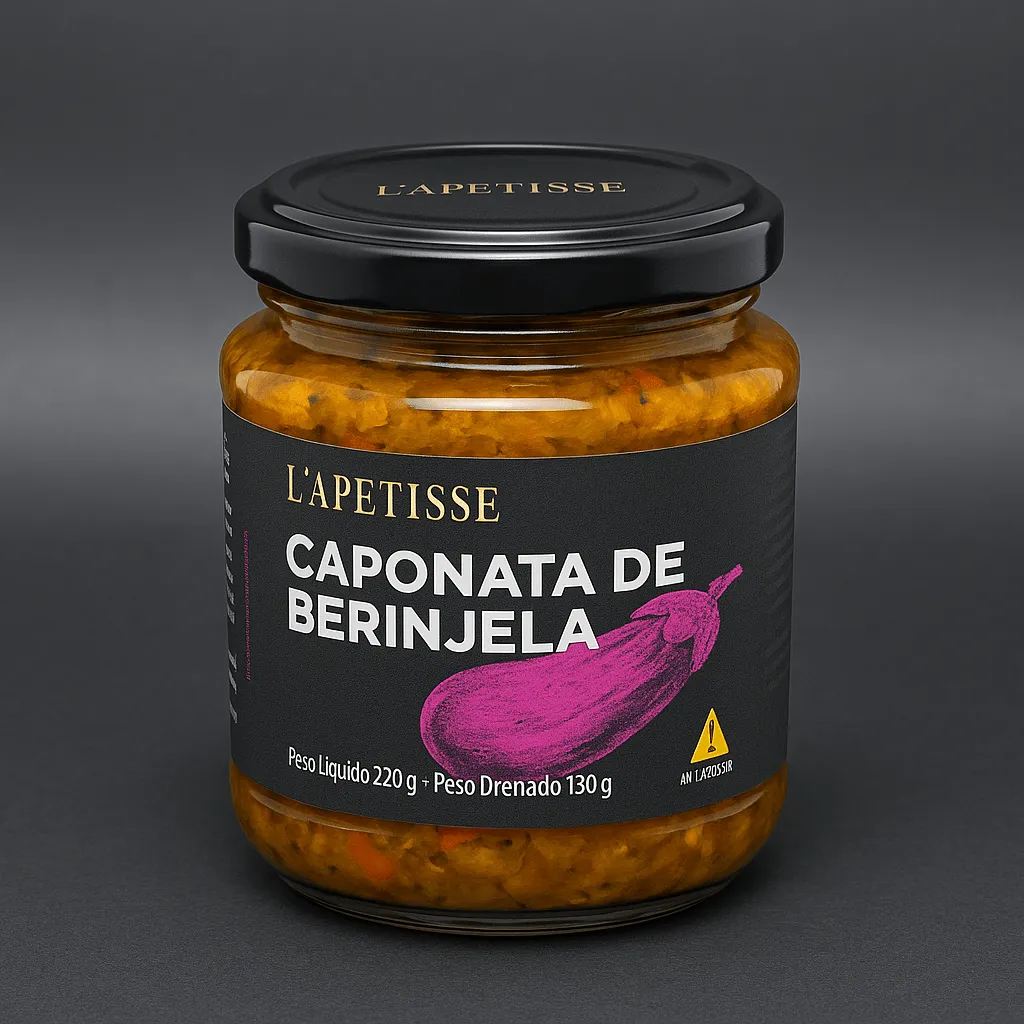 L'APETISSE
L'APETISSE
CAPONATA DE
BERINJELA
Peso Liquido 220 g + Peso Drenado 130 g